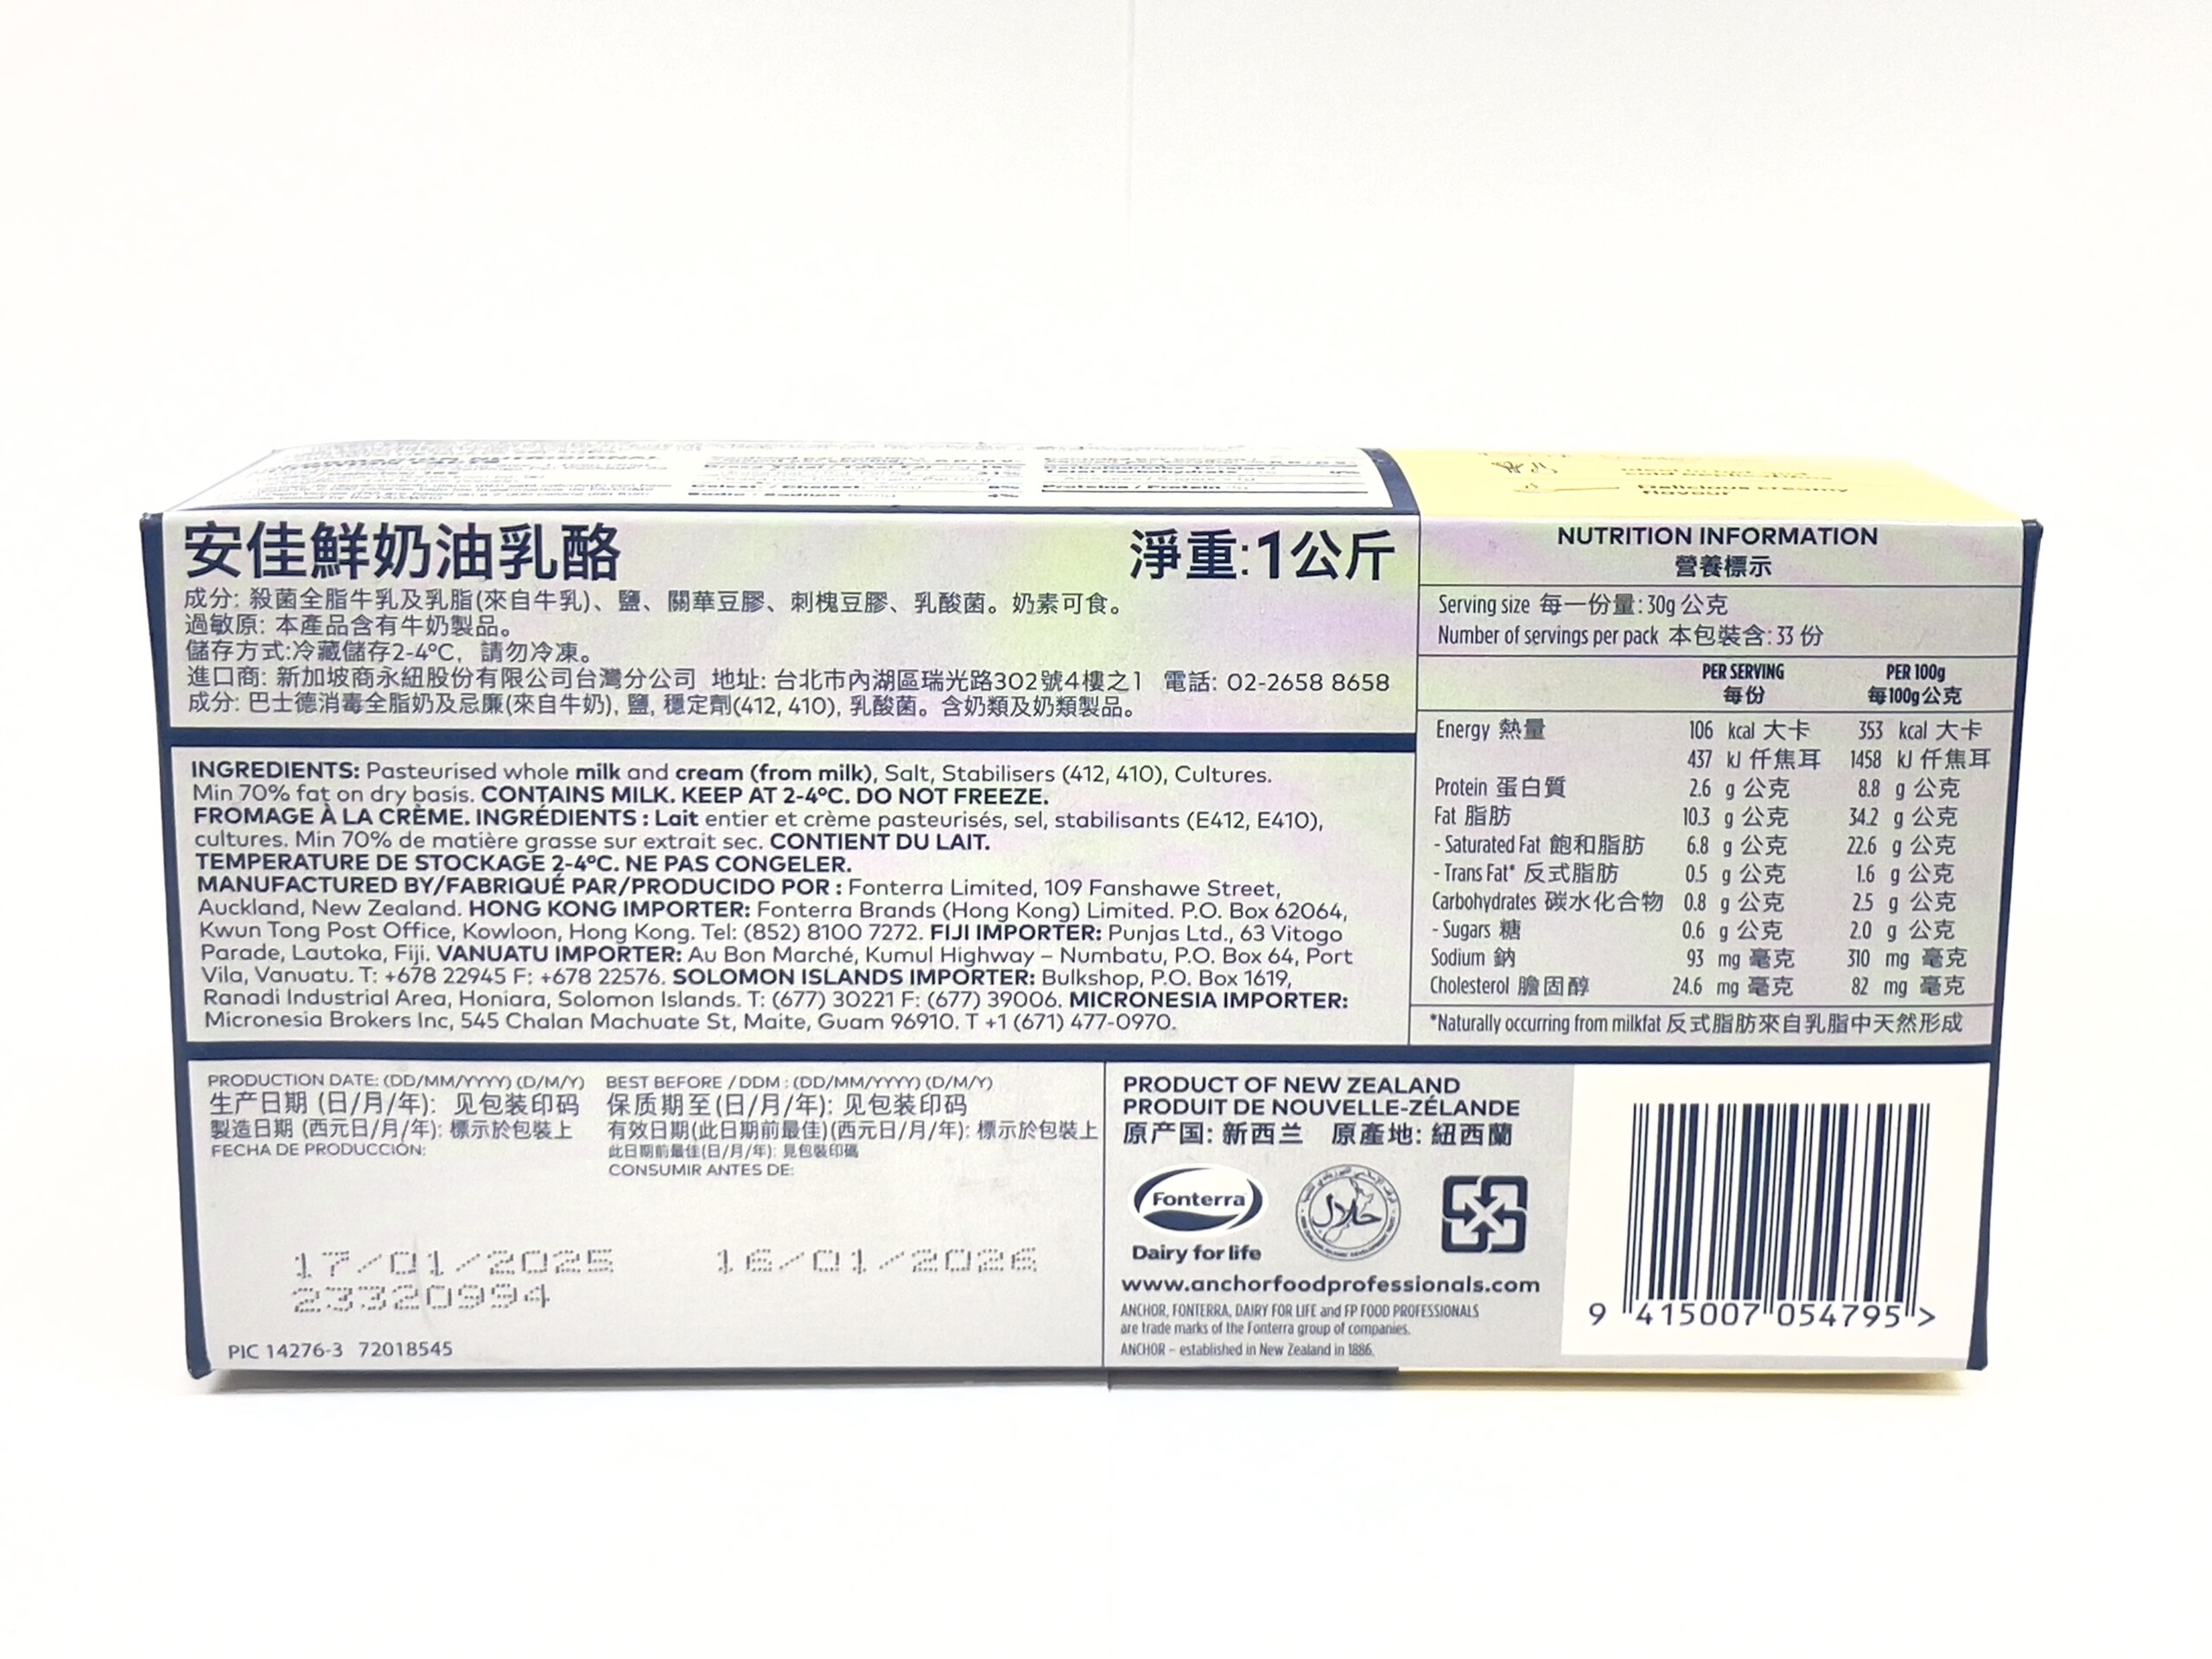 Delicious creamy
flavour
安佳鮮奶油乳酪 淨重:1公斤
成分: 殺菌全脂牛乳及乳脂(來自牛乳)、鹽、關華豆膠、刺槐豆膠、乳酸菌。奶素可食。
過敏原: 本產品含有牛奶製品。
儲存方式:冷藏儲存2-4°C, 請勿冷凍。
進口商: 新加坡商永紐股份有限公司台灣分公司 地址: 台北市內湖區瑞光路302號4樓之1 電話: 02-2658 8658
成分: 巴士德消毒全脂奶及忌廉(來自牛奶), 鹽, 穩定劑(412, 410), 乳酸菌。含奶類及奶類製品。
INGREDIENTS: Pasteurised whole milk and cream (from milk), Salt, Stabilisers (412, 410), Cultures.
Min 70% fat on dry basis. CONTAINS MILK. KEEP AT 2-4°C. DO NOT FREEZE.
FROMAGE À LA CRÈME. INGRÉDIENTS : Lait entier et crème pasteurisés, sel, stabilisants (E412, E410),
cultures. Min 70% de matière grasse sur extrait sec. CONTIENT DU LAIT.
TEMPERATURE DE STOCKAGE 2-4°C. NE PAS CONGELER.
MANUFACTURED BY/FABRIQUÉ PAR/PRODUCIDO POR : Fonterra Limited, 109 Fanshawe Street,
Auckland, New Zealand. HONG KONG IMPORTER: Fonterra Brands (Hong Kong) Limited. P.O. Box 62064,
Kwun Tong Post Office, Kowloon, Hong Kong. Tel: (852) 8100 7272. FIJI IMPORTER: Punjas Ltd., 63 Vitogo
Parade, Lautoka, Fiji. VANUATU IMPORTER: Au Bon Marché, Kumul Highway – Numbatu, P.O. Box 64, Port
Vila, Vanuatu. T: +678 22945 F: +678 22576. SOLOMON ISLANDS IMPORTER: Bulkshop, P.O. Box 1619,
Ranadi Industrial Area, Honiara, Solomon Islands. T: (677) 30221 F: (677) 39006. MICRONESIA IMPORTER:
Micronesia Brokers Inc, 545 Chalan Machuate St, Maite, Guam 96910. T +1 (671) 477-0970.
NUTRITION INFORMATION
營養標示
Serving size 每一份量: 30g 公克
Number of servings per pack 本包裝含: 33 份
PER SERVING PER 100g
每份 每100g公克
Energy 熱量 106 kcal 大卡 353 kcal 大卡
437 kJ 仟焦耳 1458 kJ 仟焦耳
Protein 蛋白質 2.6 g 公克 8.8 g 公克
Fat 脂肪 10.3 g 公克 34.2 g 公克
- Saturated Fat 飽和脂肪 6.8 g 公克 22.6 g 公克
- Trans Fat* 反式脂肪 0.5 g 公克 1.6 g 公克
Carbohydrates 碳水化合物 0.8 g 公克 2.5 g 公克
- Sugars 糖 0.6 g 公克 2.0 g 公克
Sodium 鈉 93 mg 毫克 310 mg 毫克
Cholesterol 膽固醇 24.6 mg 毫克 82 mg 毫克
*Naturally occurring from milkfat 反式脂肪來自乳脂中天然形成
PRODUCTION DATE: (DD/MM/YYYY) (D/M/Y)
生产日期 (日/月/年): 见包装印码
製造日期 (西元日/月/年): 標示於包裝上
FECHA DE PRODUCCIÓN:
BEST BEFORE / DDM : (DD/MM/YYYY) (D/M/Y)
保质期至(日/月/年): 见包装印码
有效日期(此日期前最佳)(西元日/月/年): 標示於包裝上
此日期前最佳(日/月/年): 見包裝印碼
CONSUMIR ANTES DE:
17/01/2025 16/01/2026
23320994
PIC 14276-3 72018545
PRODUCT OF NEW ZEALAND
PRODUIT DE NOUVELLE-ZÉLANDE
原产国: 新西兰 原產地: 紐西蘭
Fonterra
Dairy for life
حلال
www.anchorfoodprofessionals.com
ANCHOR, FONTERRA, DAIRY FOR LIFE and FP FOOD PROFESSIONALS
are trade marks of the Fonterra group of companies.
ANCHOR – established in New Zealand in 1886.
9 415007 054795 >